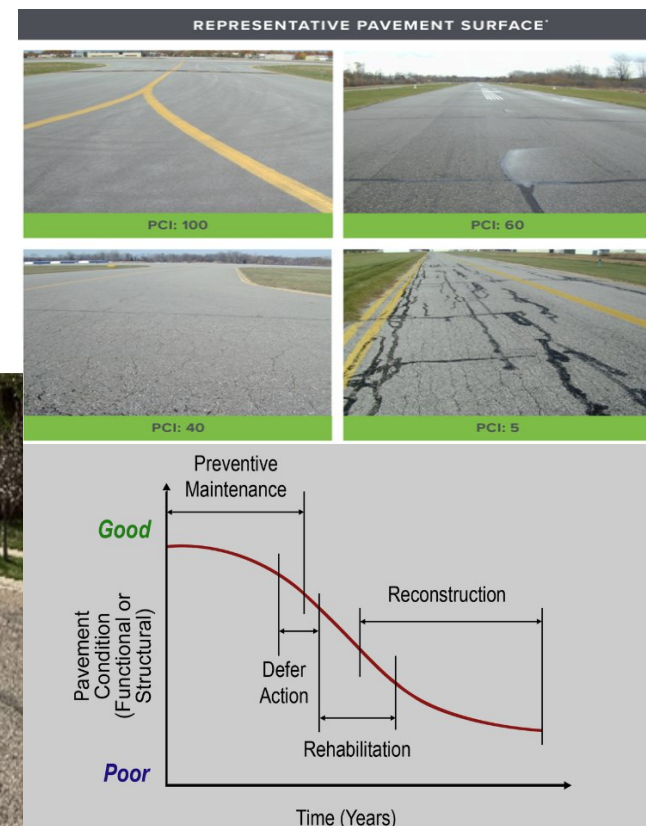 REPRESENTATIVE PAVEMENT SURFACE*
PCI: 100
PCI: 60
PCI: 40
PCI: 5
Preventive
Maintenance
Good
Pavement
Condition
(Functional or
Structural)
Reconstruction
Defer
Action
Rehabilitation
Poor
Time (Years)